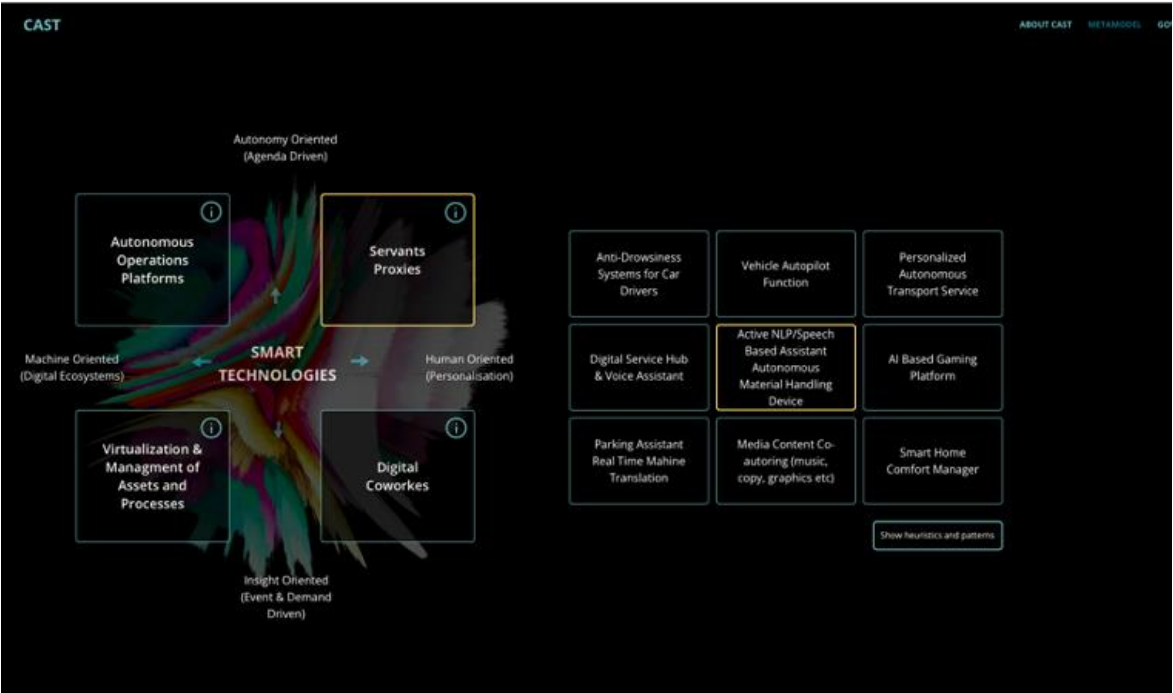 CAST
ABOUT CAST METAMODEL
Autonomy Oriented
(Agenda Driven)
Autonomous
Operations
Platforms
Servants
Proxies
Machine Oriented
(Digital Ecosystems)
SMART
TECHNOLOGIES
Human Oriented
(Personalisation)
Virtualization &
Managment of
Assets and
Processes
Digital
Coworkes
Insight Oriented
(Event & Demand
Driven)
Anti-Drowsiness
Systems for Car
Drivers
Vehicle Autopilot
Function
Personalized
Autonomous
Transport Service
Digital Service Hub
& Voice Assistant
Active NLP/Speech
Based Assistant
Autonomous
Material Handling
Device
AI Based Gaming
Platform
Parking Assistant
Real Time Mahine
Translation
Media Content Co-
autoring (music,
copy, graphics etc)
Smart Home
Comfort Manager
Show heuristics and patterns